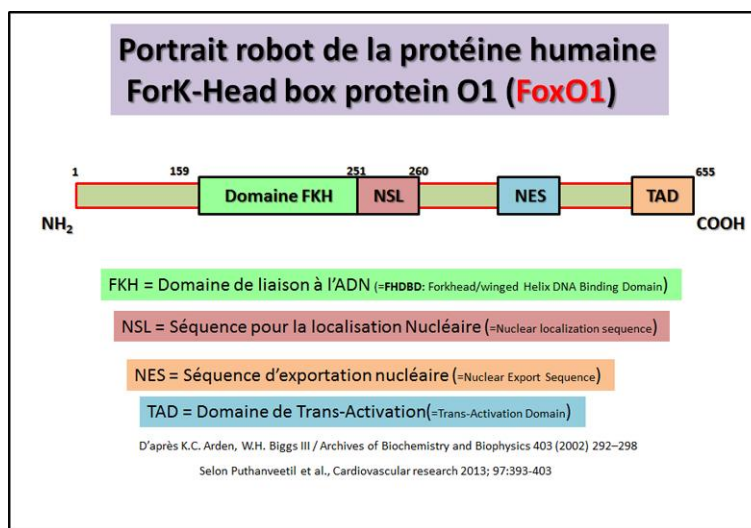 Portrait robot de la protéine humaine
ForK-Head box protein O1 (FoxO1)
1 159 251 260 655
Domaine FKH NSL NES TAD
NH2 COOH
FKH = Domaine de liaison à l'ADN (=FHDBD: Forkhead/winged Helix DNA Binding Domain)
NSL = Séquence pour la localisation Nucléaire (=Nuclear localization sequence)
NES = Séquence d'exportation nucléaire (=Nuclear Export Sequence)
TAD = Domaine de Trans-Activation(=Trans-Activation Domain)
D'après K.C. Arden, W.H. Biggs III / Archives of Biochemistry and Biophysics 403 (2002) 292–298
Selon Puthanveetil et al., Cardiovascular research 2013; 97:393-403